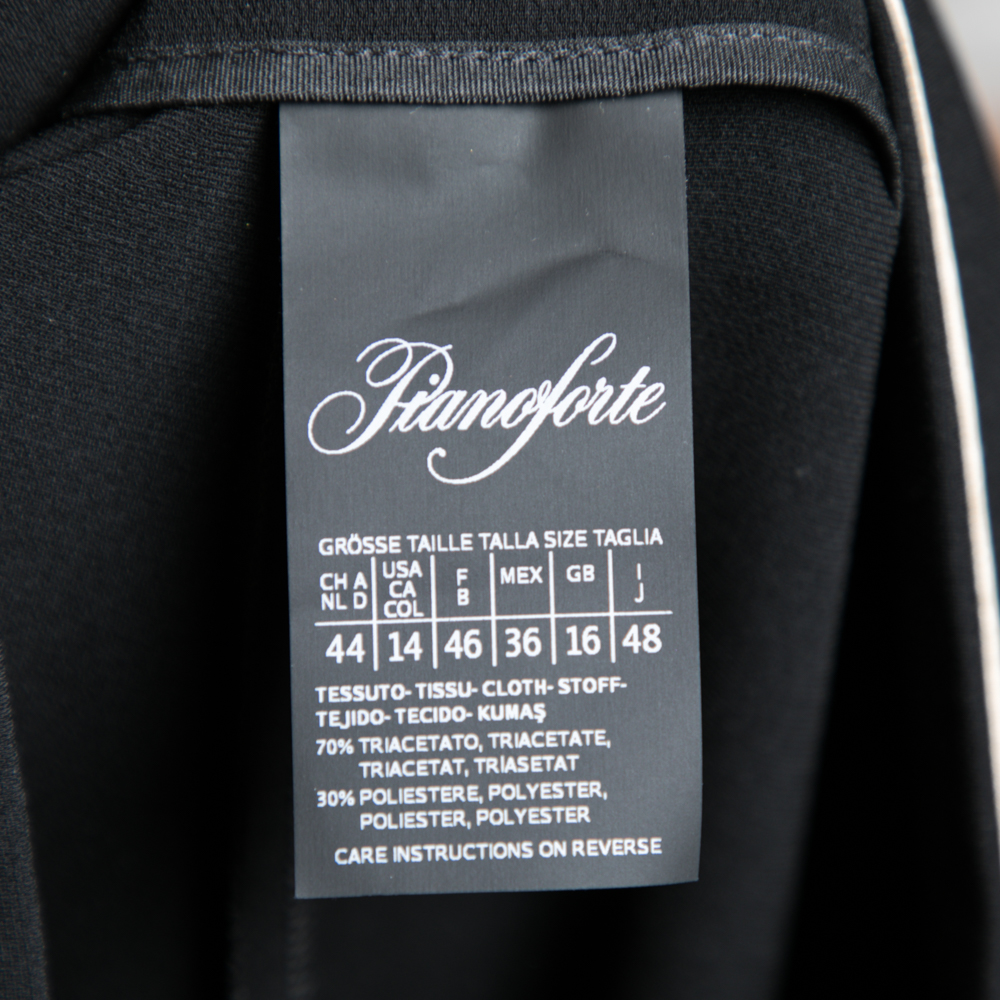 Pianoforte
GRÖSSE TAILLE TALLA SIZE TAGLIA
CH A NL D | USA CA COL | F B | MEX | GB | I J
44 | 14 | 46 | 36 | 16 | 48
TESSUTO- TISSU- CLOTH- STOFF-
TEJIDO- TECIDO- KUMAŞ
70% TRIACETATO, TRIACETATE,
TRIACETAT, TRİASETAT
30% POLIESTERE, POLYESTER,
POLIESTER, POLYESTER
CARE INSTRUCTIONS ON REVERSE